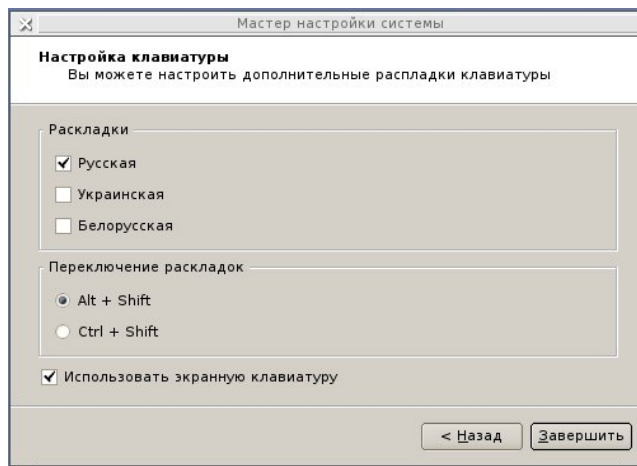 Мастер настройки системы
Настройка клавиатуры
Вы можете настроить дополнительные распладки клавиатуры
Раскладки
Русская
Украинская
Белорусская
Переключение раскладок
Alt + Shift
Ctrl + Shift
Использовать экранную клавиатуру
< Назад
Завершить